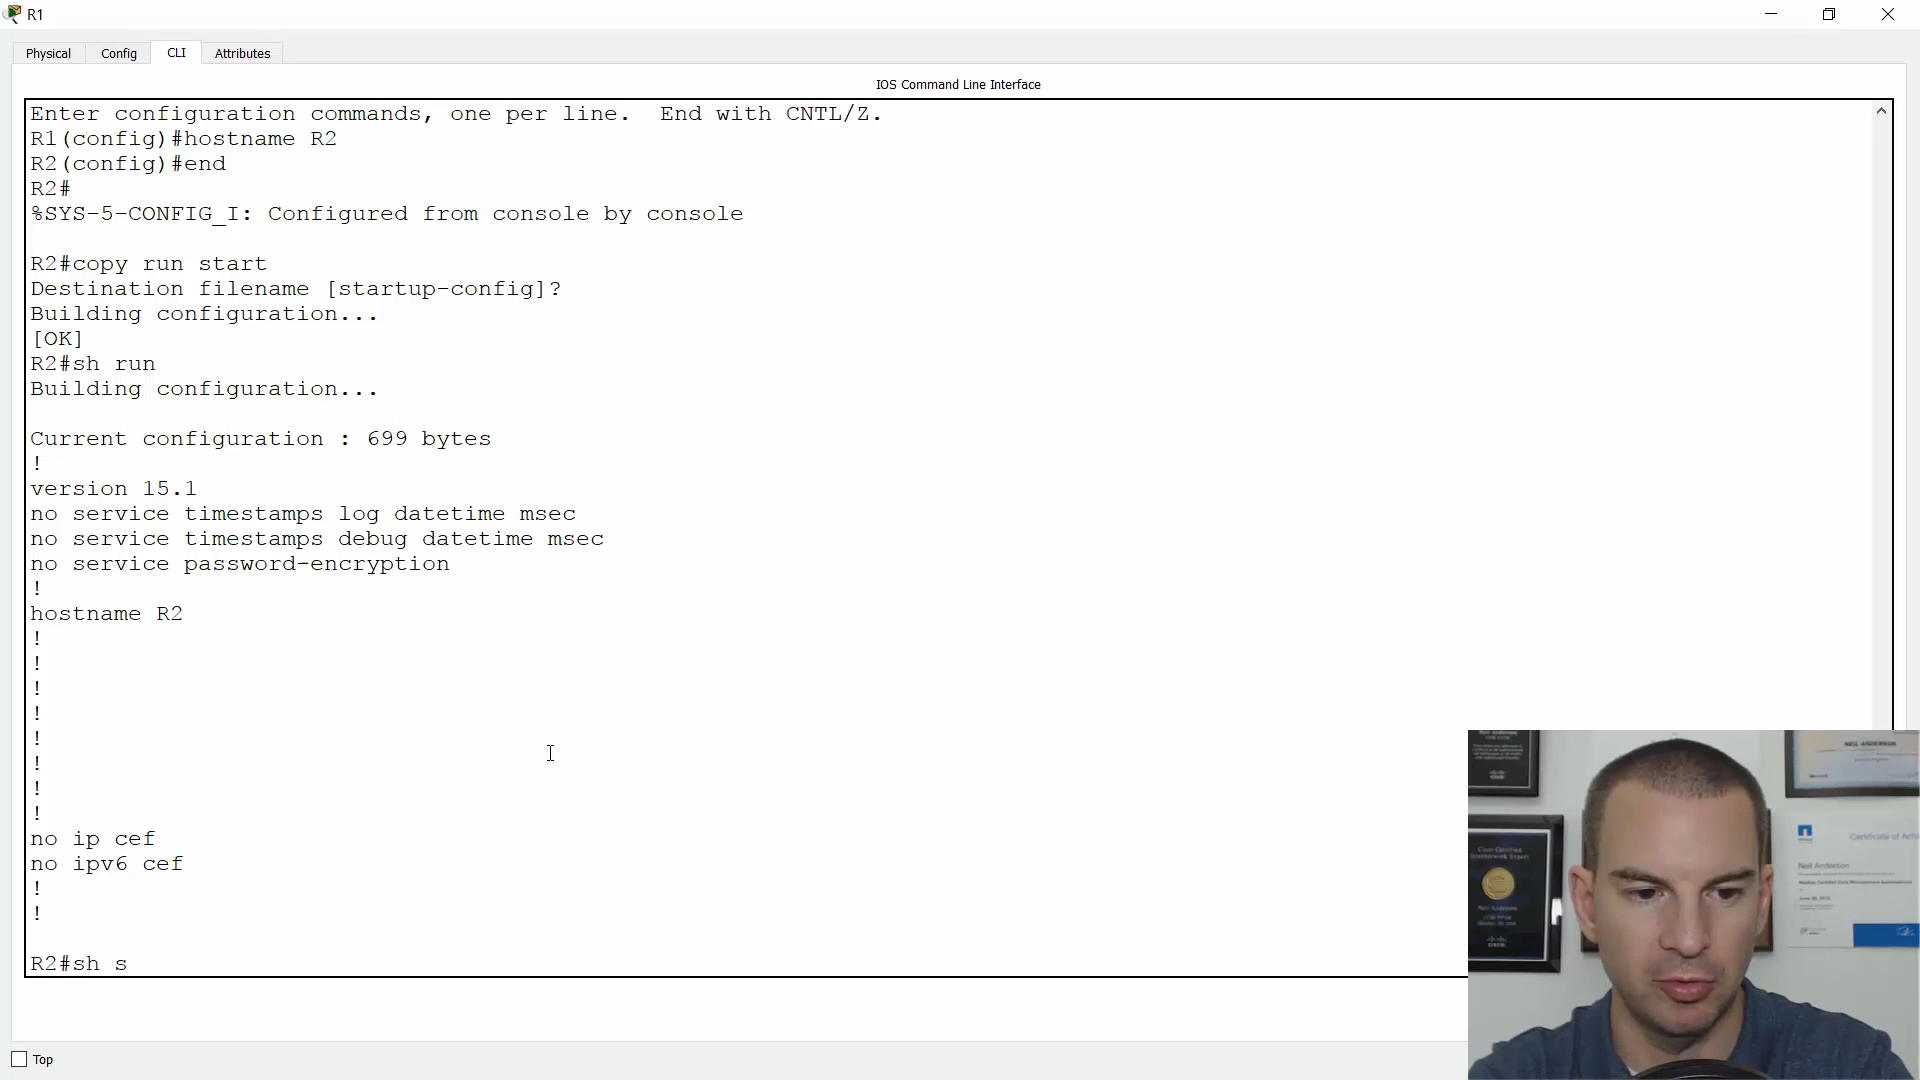 R1
Physical
Config
CLI
Attributes
IOS Command Line Interface
Enter configuration commands, one per line.  End with CNTL/Z.
R1(config)#hostname R2
R2(config)#end
R2#
%SYS-5-CONFIG_I: Configured from console by console
R2#copy run start
Destination filename [startup-config]?
Building configuration...
[OK]
R2#sh run
Building configuration...
Current configuration : 699 bytes
!
version 15.1
no service timestamps log datetime msec
no service timestamps debug datetime msec
no service password-encryption
!
hostname R2
!
!
!
!
!
!
!
!
no ip cef
no ipv6 cef
!
!
R2#sh s
Top
NEIL ANDERSON
Neil Anderson